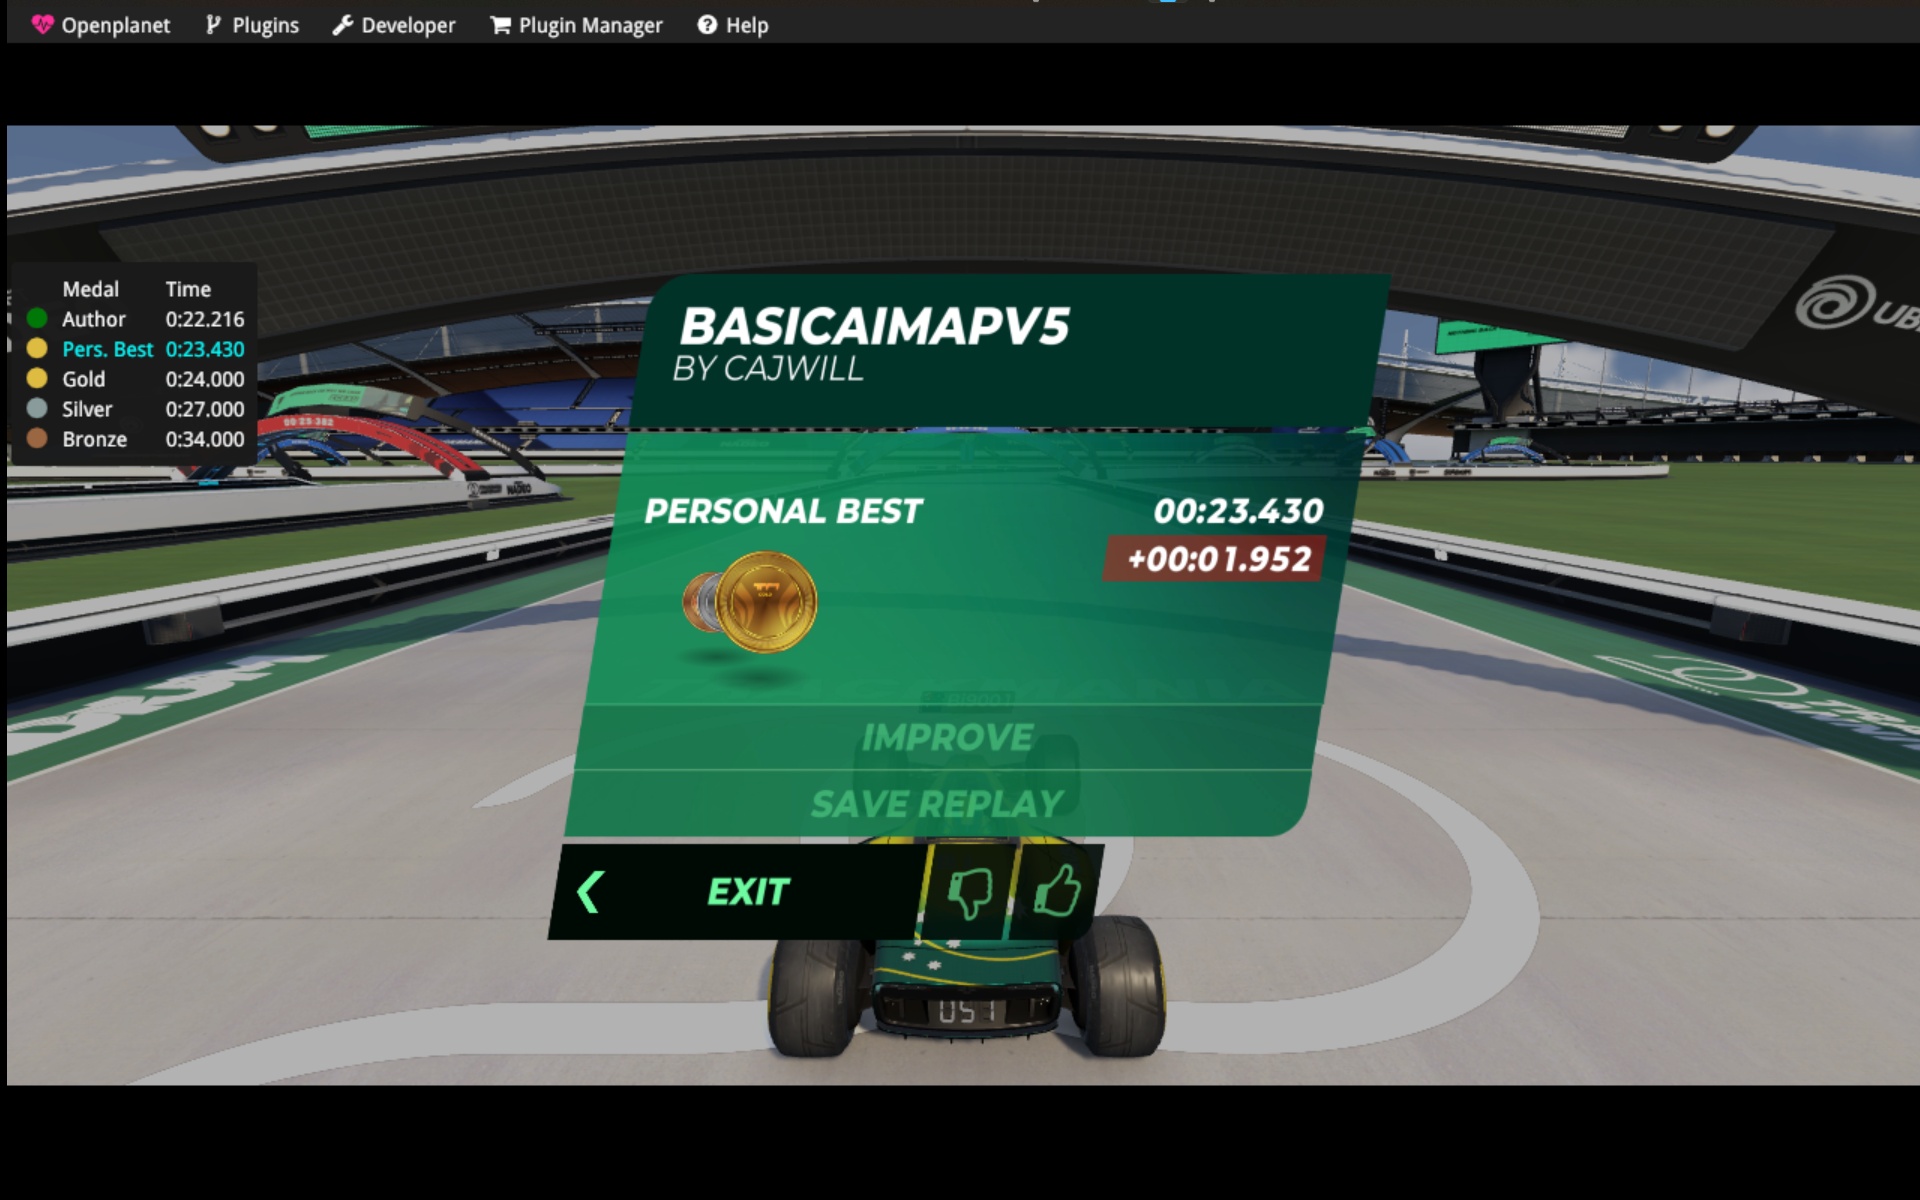 Openplanet Plugins Developer Plugin Manager Help
Medal Time
Author 0:22.216
Pers. Best 0:23.430
Gold 0:24.000
Silver 0:27.000
Bronze 0:34.000
BASICAIMAPV5
BY CAJWILL
PERSONAL BEST 00:23.430
+00:01.952
IMPROVE
SAVE REPLAY
EXIT
051